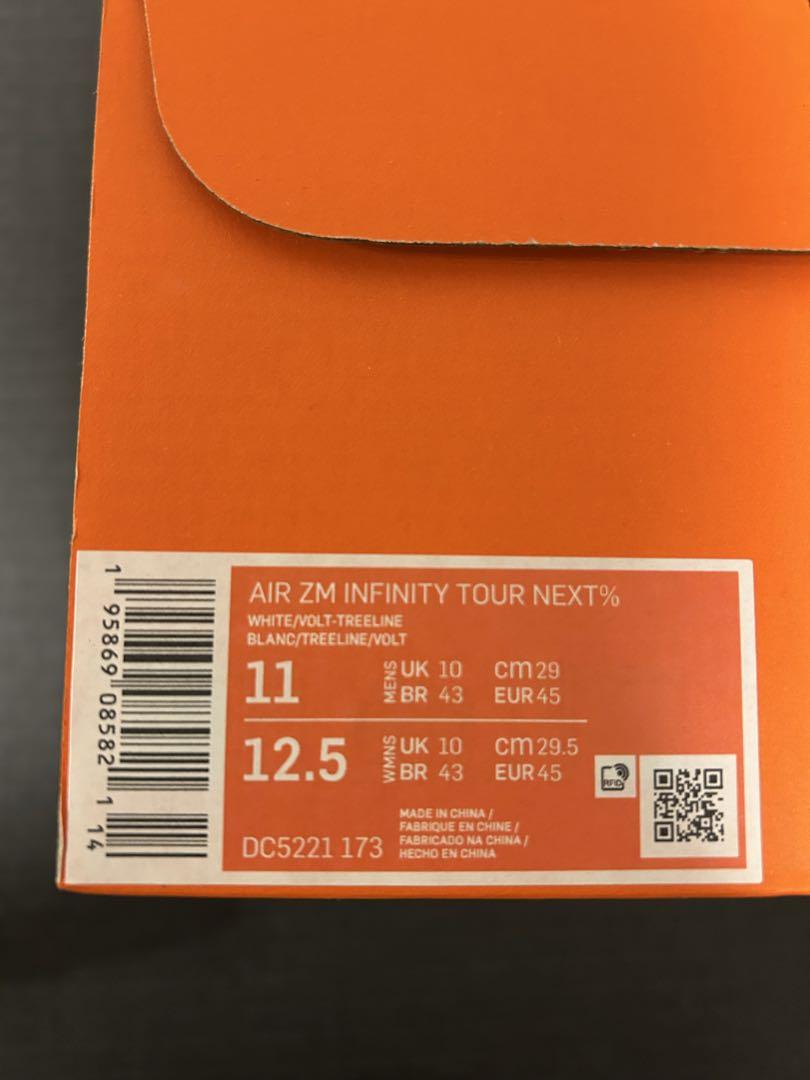 AIR ZM INFINITY TOUR NEXT%
WHITE/VOLT-TREELINE
BLANC/TREELINE/VOLT
11 MENS UK 10 cm 29
BR 43 EUR 45
12.5 WMNS UK 10 cm 29.5
BR 43 EUR 45
RFID
DC5221 173
MADE IN CHINA /
FABRIQUE EN CHINE /
FABRICADO NA CHINA /
HECHO EN CHINA
1 95869 08582 1 14